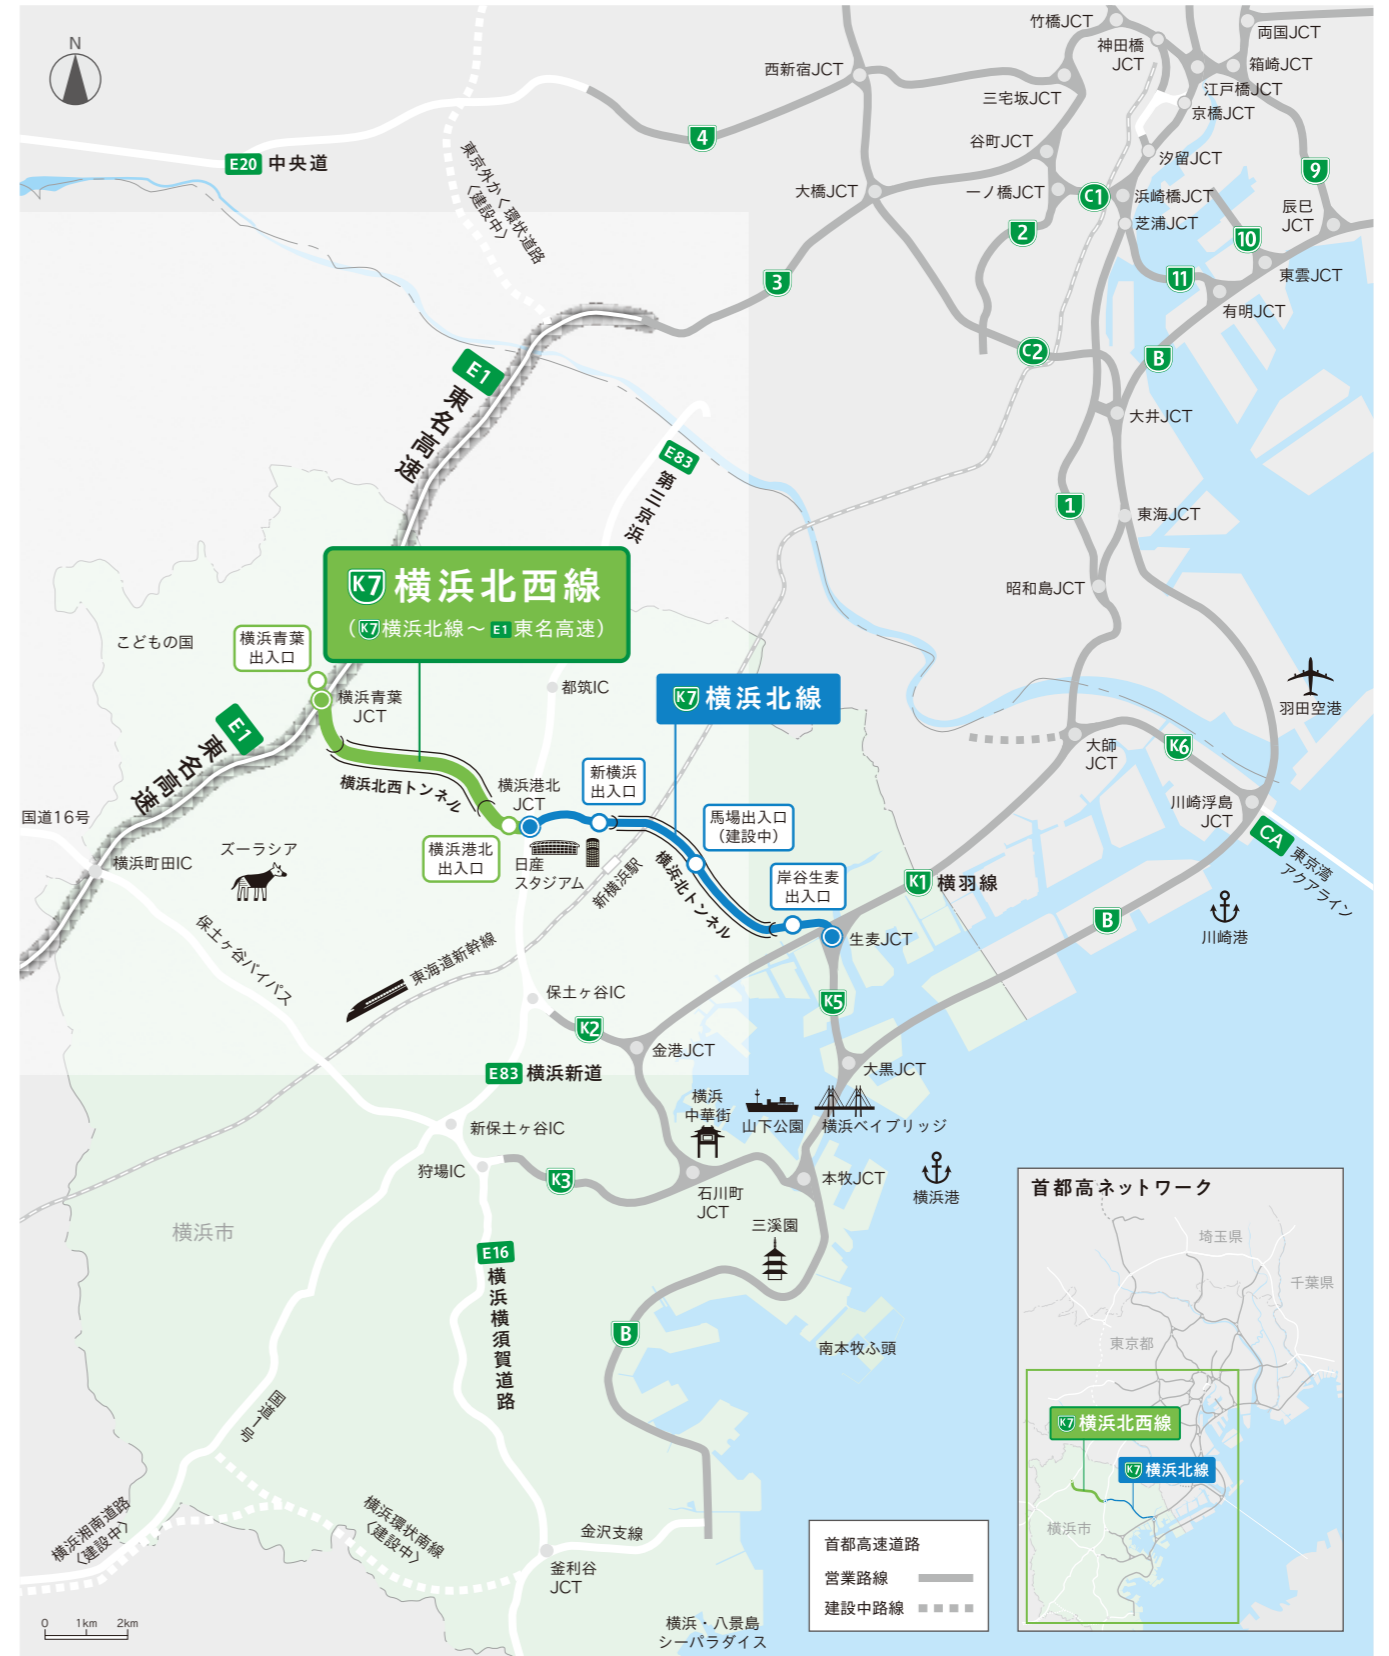 N
竹橋JCT
神田橋
JCT
両国JCT
箱崎JCT
西新宿JCT
三宅坂JCT
江戸橋JCT
京橋JCT
4
谷町JCT
汐留JCT
9
E20 中央道
東京外かく環状道路
〈建設中〉
大橋JCT
一ノ橋JCT
C1
浜崎橋JCT
辰巳
JCT
2
芝浦JCT
10
東雲JCT
3
11
有明JCT
C2
B
E1
東名高速
大井JCT
E83
第三京浜
1
東海JCT
昭和島JCT
K7 横浜北西線
(K7 横浜北線～E1 東名高速)
こどもの国
横浜青葉
出入口
横浜青葉
JCT
都筑IC
K7 横浜北線
羽田空港
E1
東名高速
大師
JCT
K6
横浜北西トンネル
横浜港北
JCT
新横浜
出入口
川崎浮島
JCT
国道16号
馬場出入口
(建設中)
CA
東京湾
アクアライン
横浜町田IC
ズーラシア
横浜港北
出入口
日産
スタジアム
新横浜駅
横浜北トンネル
岸谷生麦
出入口
K1 横羽線
B
川崎港
保土ヶ谷バイパス
東海道新幹線
生麦JCT
保土ヶ谷IC
K5
K2
金港JCT
E83 横浜新道
大黒JCT
横浜
中華街
山下公園
横浜ベイブリッジ
新保土ヶ谷IC
狩場IC
K3
石川町
JCT
本牧JCT
横浜港
横浜市
三溪園
E16
横浜横須賀道路
B
南本牧ふ頭
国道1号
横浜湘南道路
〈建設中〉
横浜環状南線
〈建設中〉
金沢支線
釜利谷
JCT
横浜・八景島
シーパラダイス
0 1km 2km
首都高速道路
営業路線
建設中路線
首都高ネットワーク
埼玉県
千葉県
東京都
K7 横浜北西線
K7 横浜北線
横浜市